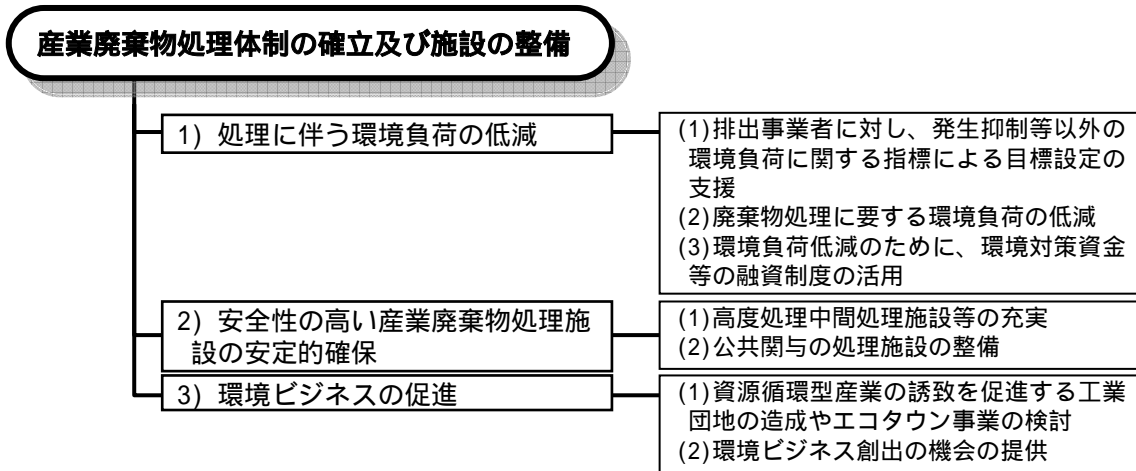 産業廃棄物処理体制の確立及び施設の整備
1) 処理に伴う環境負荷の低減
(1)排出事業者に対し、発生抑制等以外の
環境負荷に関する指標による目標設定の
支援
(2)廃棄物処理に要する環境負荷の低減
(3)環境負荷低減のために、環境対策資金
等の融資制度の活用
2) 安全性の高い産業廃棄物処理施
設の安定的確保
(1)高度処理中間処理施設等の充実
(2)公共関与の処理施設の整備
3) 環境ビジネスの促進
(1)資源循環型産業の誘致を促進する工業
団地の造成やエコタウン事業の検討
(2)環境ビジネス創出の機会の提供